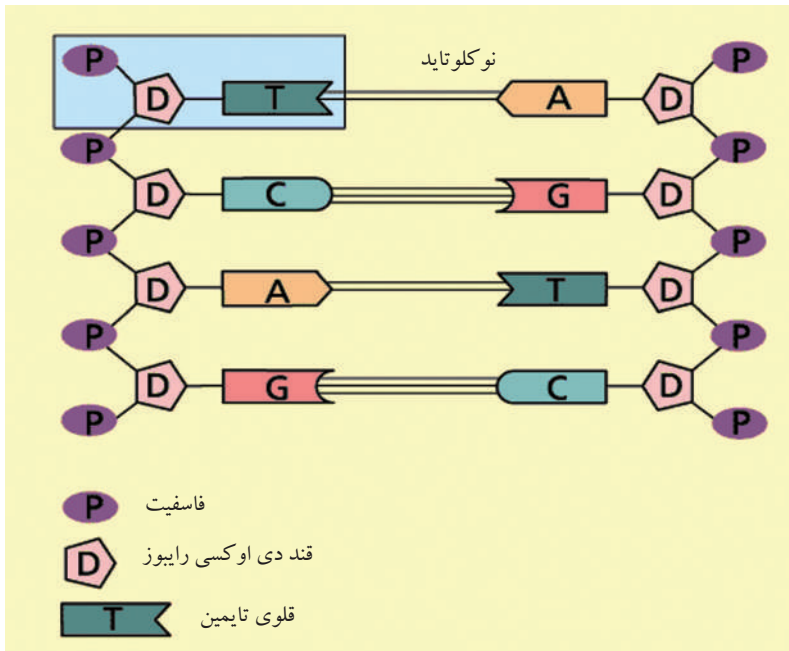 نوکلوتاید
P P
D T A D
P P
D C G D
P P
D A T D
P P
D G C D
P P
P فاسفیت
D قند دی اوکسی رایبوز
T قلوی تایمین